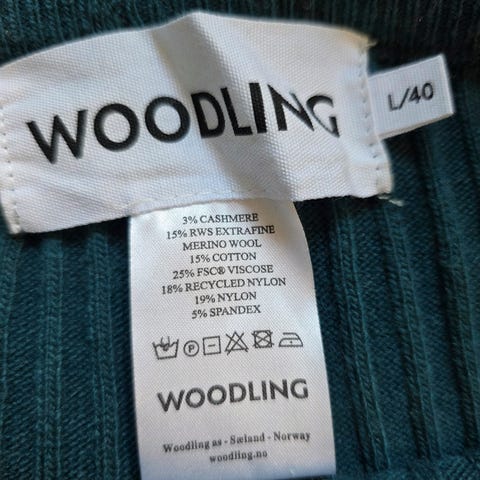 WOODLING
L/40
3% CASHMERE
15% RWS EXTRAFINE
MERINO WOOL
15% COTTON
25% FSC® VISCOSE
18% RECYCLED NYLON
19% NYLON
5% SPANDEX
P
WOODLING
Woodling as - Sæland - Norway
woodling.no